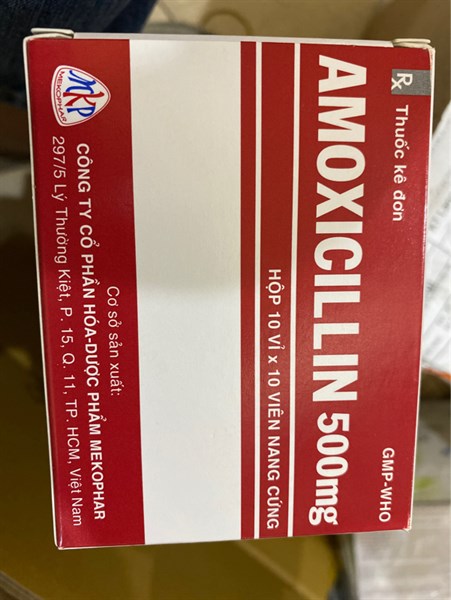 Rx Thuốc kê đơn
GMP-WHO
AMOXICILLIN 500mg
HỘP 10 VỈ x 10 VIÊN NANG CỨNG
MKP
MEKOPHAR
Cơ sở sản xuất:
CÔNG TY CỔ PHẦN HÓA-DƯỢC PHẨM MEKOPHAR
297/5 Lý Thường Kiệt, P. 15, Q. 11, TP. HCM, Việt Nam